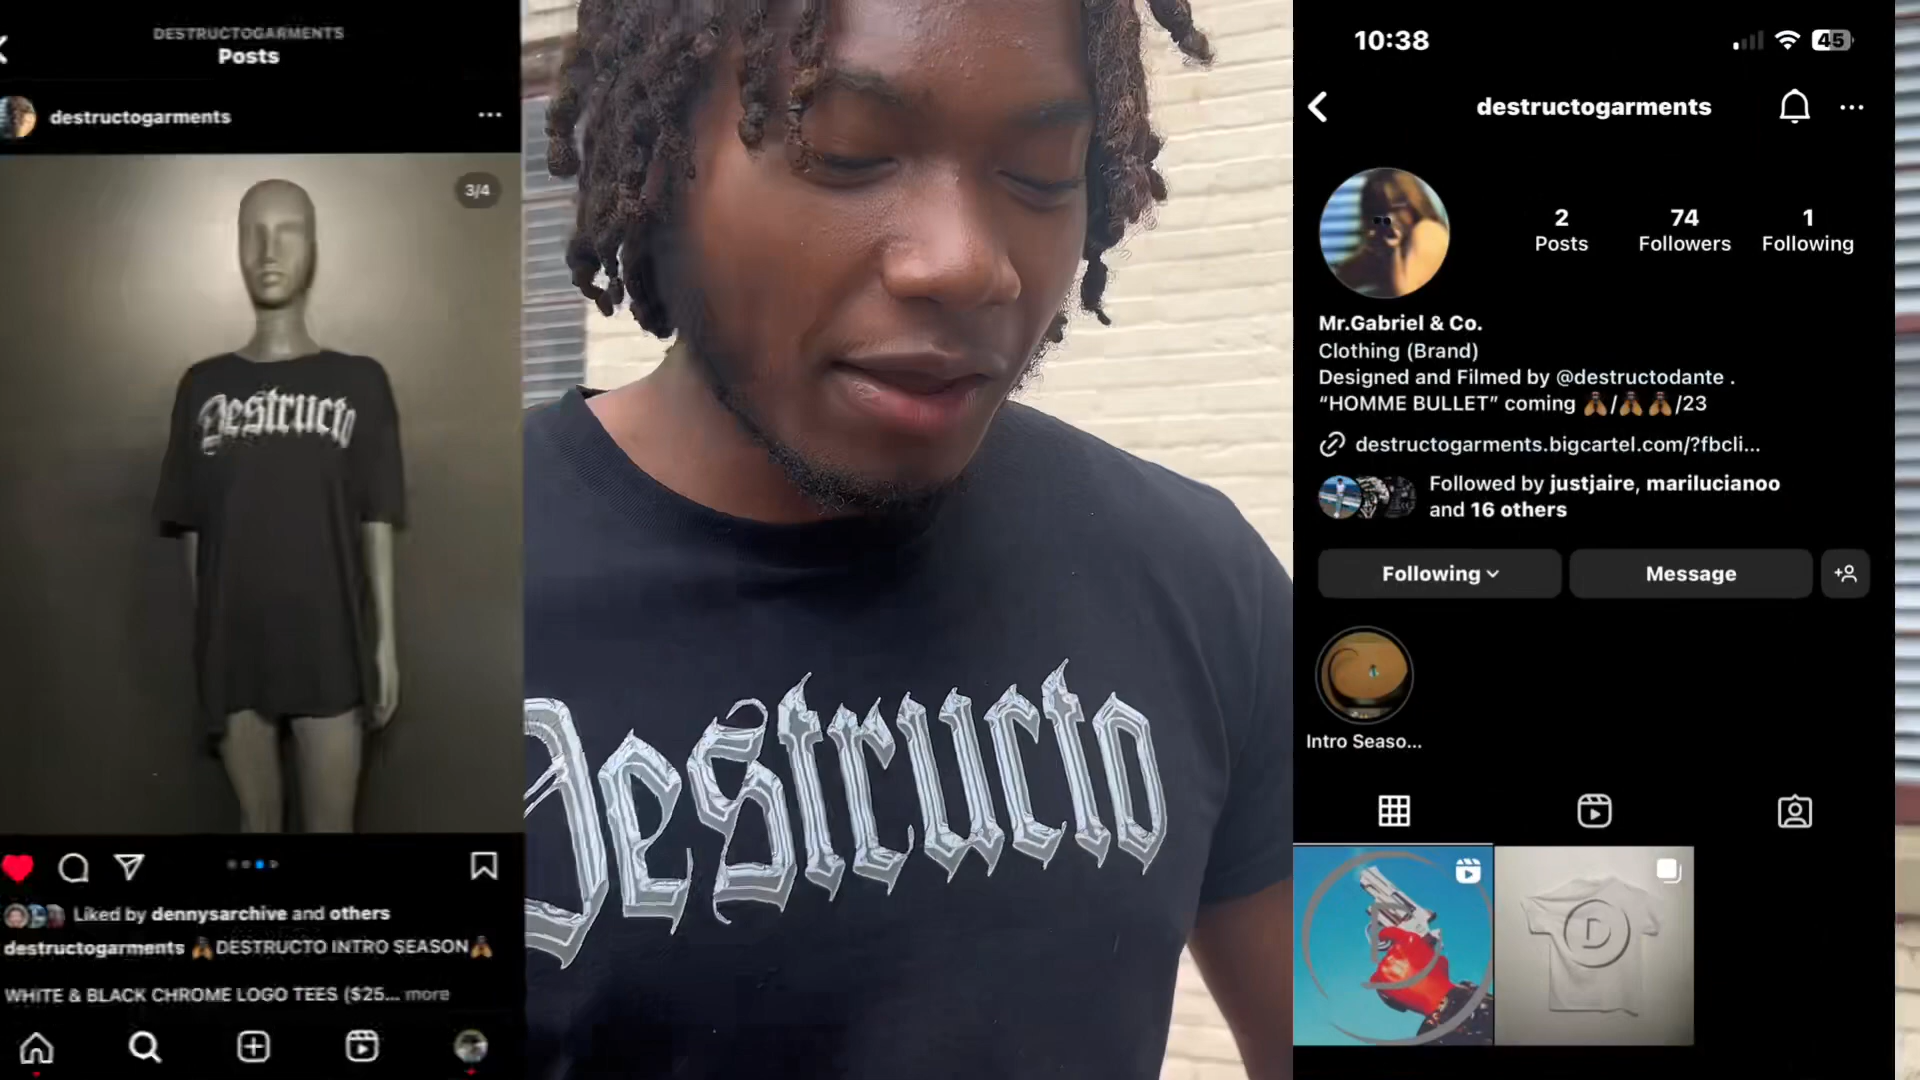 DESTRUCTOGARMENTS
Posts
destructogarments
3/4
Destructo
Liked by dennysarchive and others
destructogarments 🙏🏾DESTRUCTO INTRO SEASON🙏🏾
WHITE & BLACK CHROME LOGO TEES ($25... more
Destructo
10:38
45
destructogarments
2
Posts
74
Followers
1
Following
Mr.Gabriel & Co.
Clothing (Brand)
Designed and Filmed by @destructodante .
“HOMME BULLET” coming /23
destructogarments.bigcartel.com/?fbcli...
Followed by justjaire, marilucianoo
and 16 others
Following
Message
Intro Seaso...
D